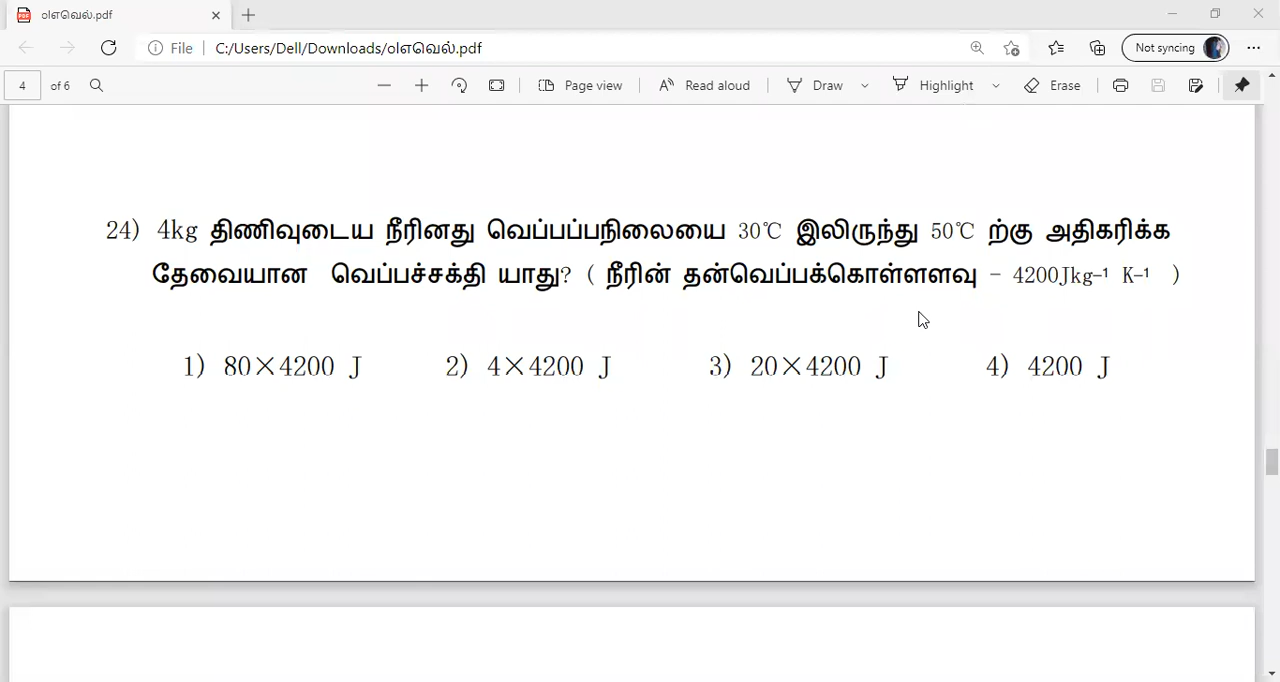 ஓஎவெல்.pdf
File C:/Users/Dell/Downloads/ஓஎவெல்.pdf Not syncing
4 of 6 Page view Read aloud Draw Highlight Erase
24) 4kg திணிவுடைய நீரினது வெப்பப்பநிலையை 30℃ இலிருந்து 50℃ ற்கு அதிகரிக்க
தேவையான வெப்பச்சக்தி யாது? ( நீரின் தன்வெப்பக்கொள்ளளவு - 4200Jkg⁻¹ K⁻¹ )
1) 80×4200 J 2) 4×4200 J 3) 20×4200 J 4) 4200 J